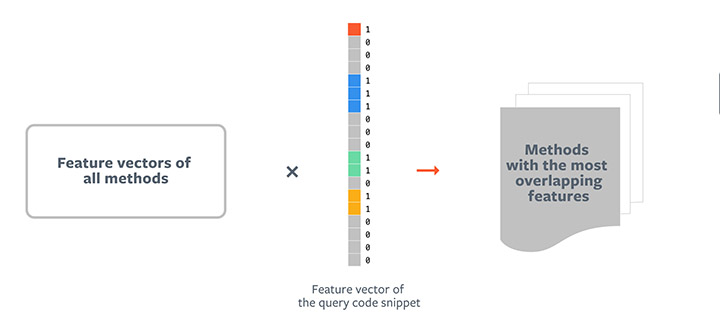 Feature vectors of
all methods
×
1
0
0
0
1
1
1
0
0
0
1
1
0
1
1
0
0
0
0
Feature vector of
the query code snippet
→
Methods
with the most
overlapping
features